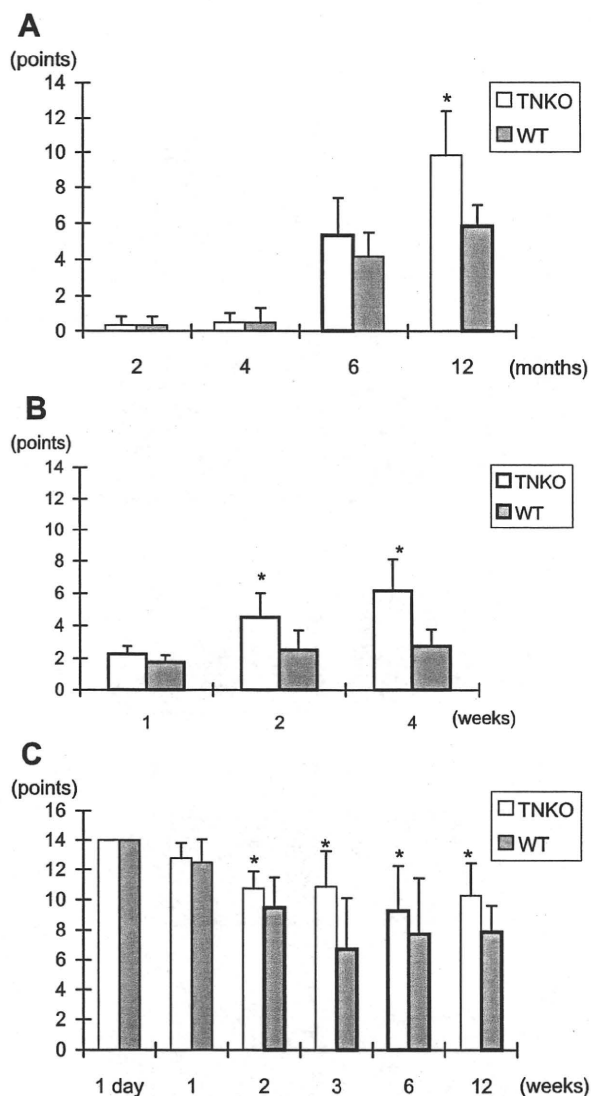 A
(points)
14
12
10
8
6
4
2
0
*
TNKO
WT
2 4 6 12 (months)
B
(points)
14
12
10
8
6
4
2
0
* *
TNKO
WT
1 2 4 (weeks)
C
(points)
16
14
12
10
8
6
4
2
0
* * * *
TNKO
WT
1 day 1 2 3 6 12 (weeks)